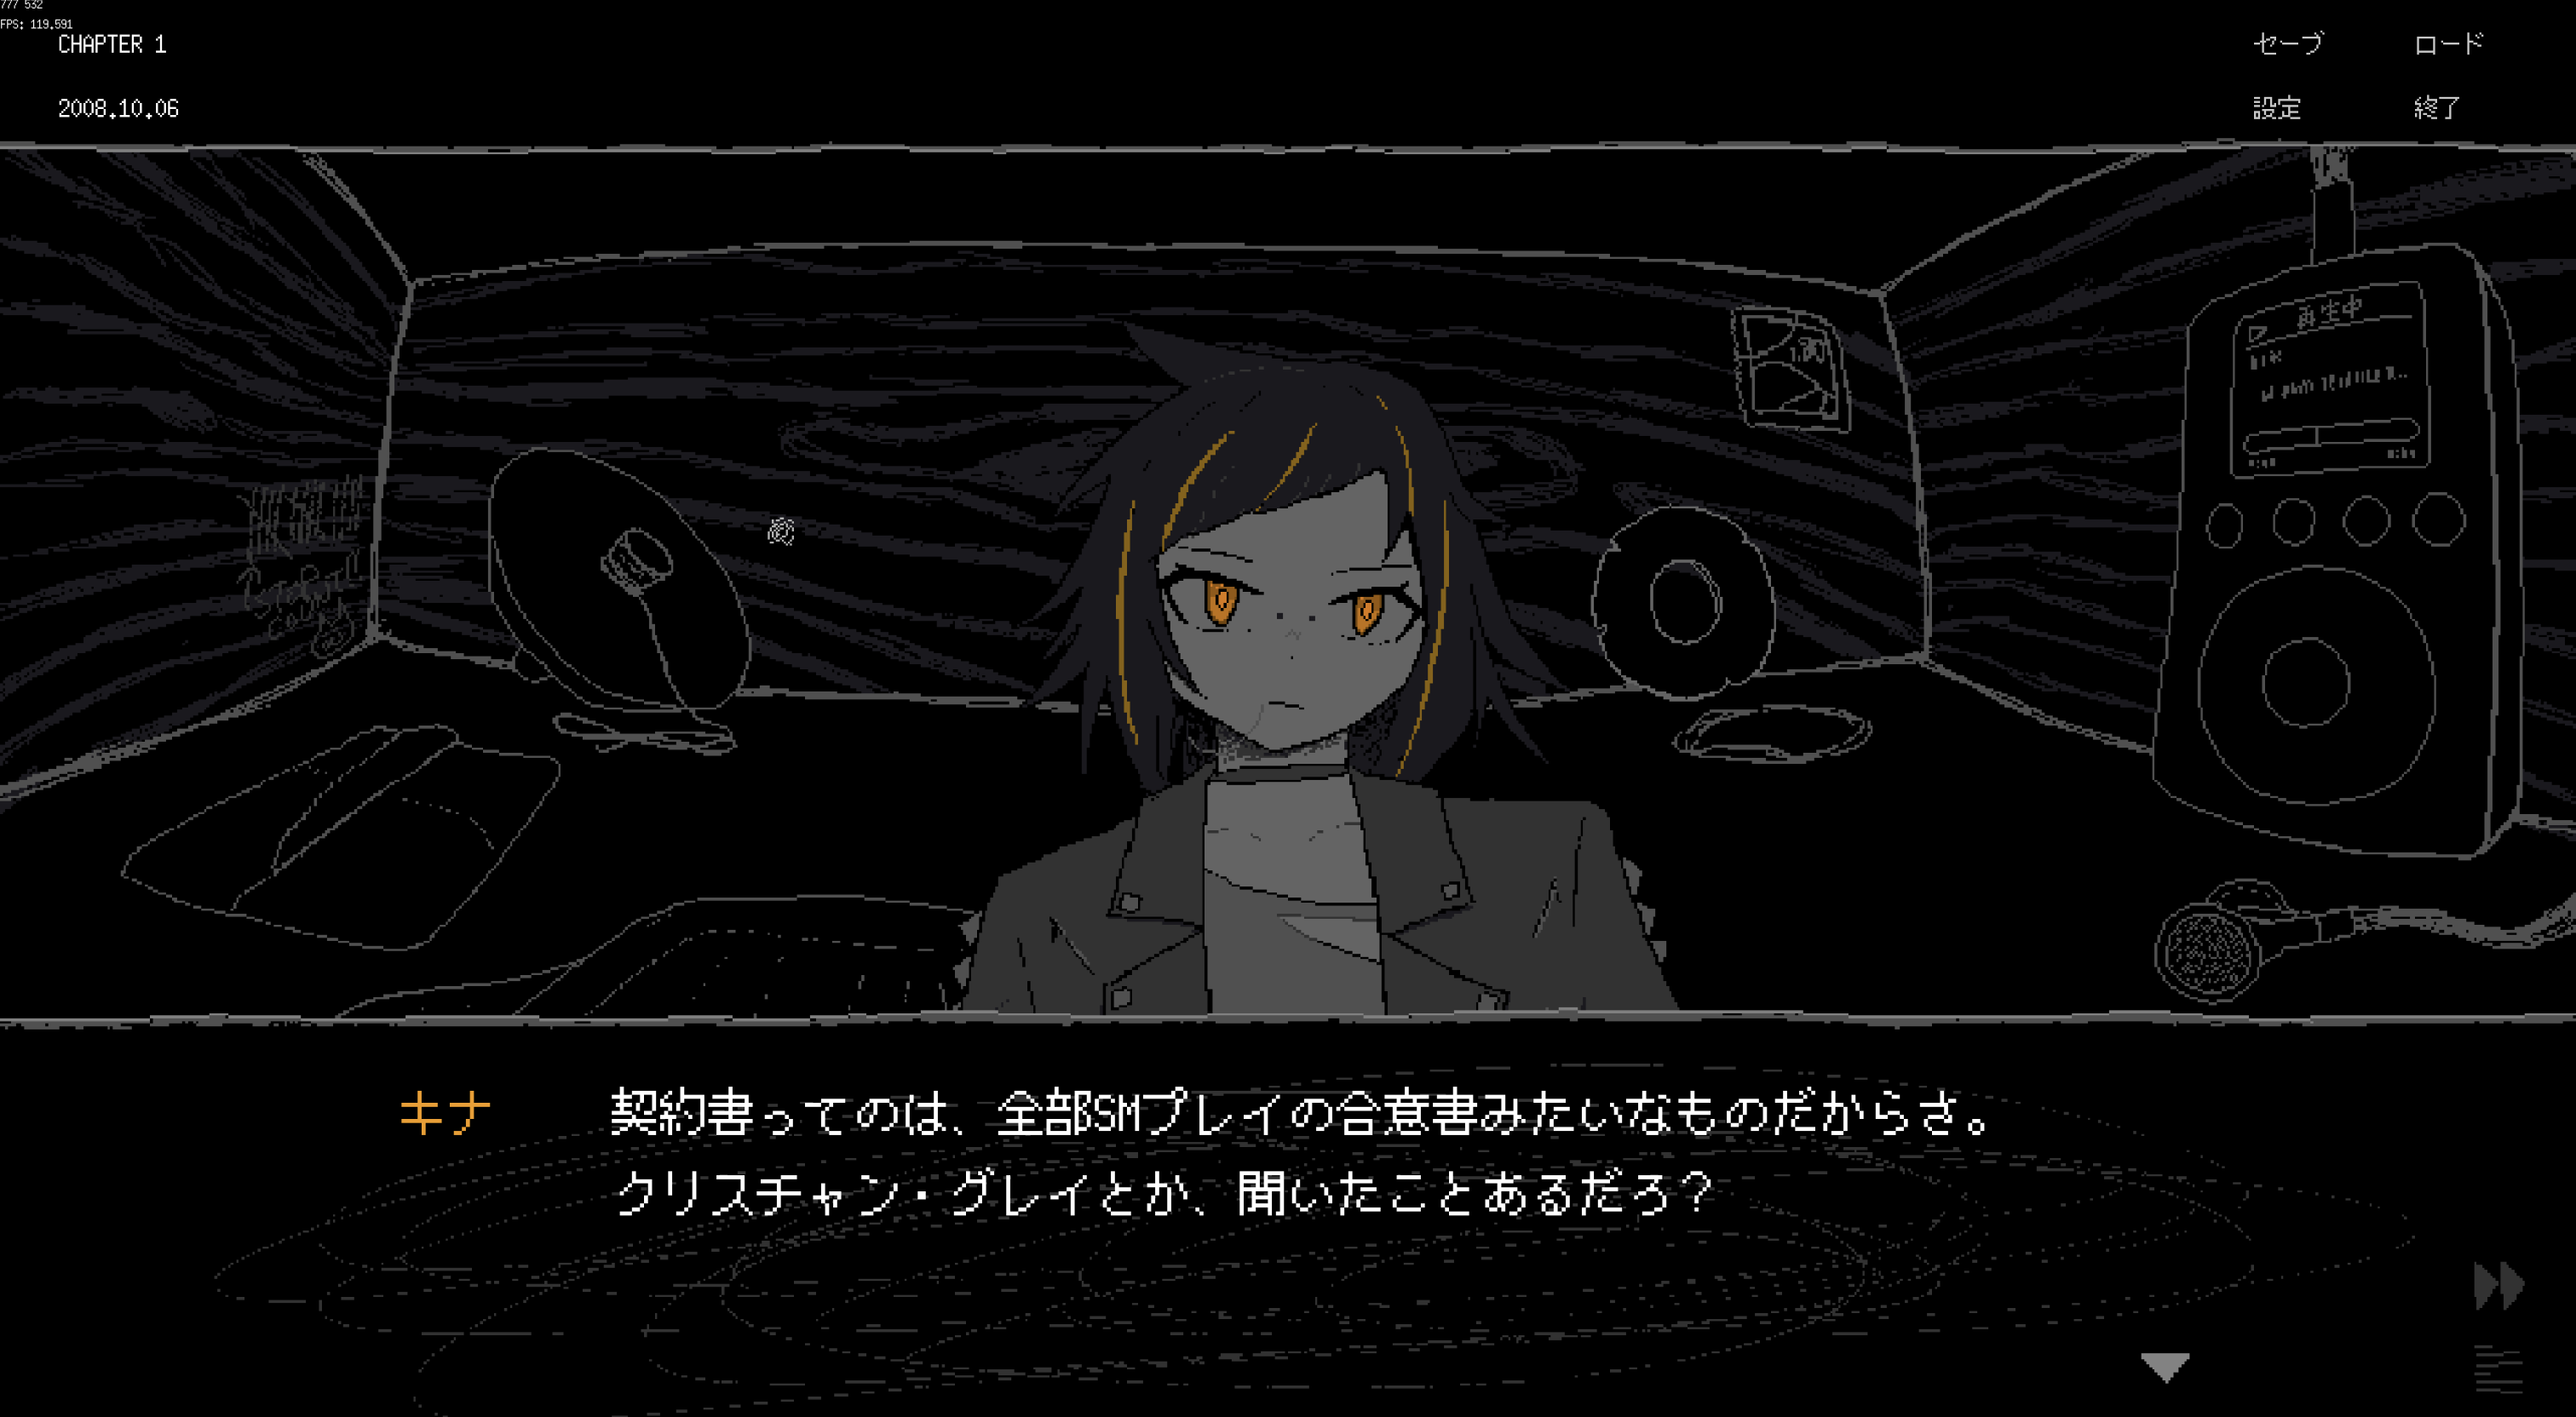 777 532
FPS: 119.591
CHAPTER 1
セーブ ロード
2008.10.06
設定 終了
再生中
キナ
契約書ってのは、全部SMプレイの合意書みたいなものだからさ。
クリスチャン・グレイとか、聞いたことあるだろ？